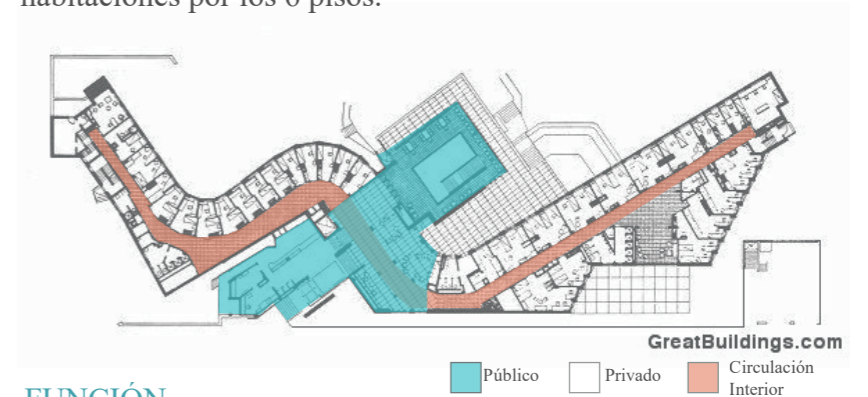 habitaciones por los 6 pisos.
GreatBuildings.com
Público
Privado
Circulación
Interior
FUNCIÓN